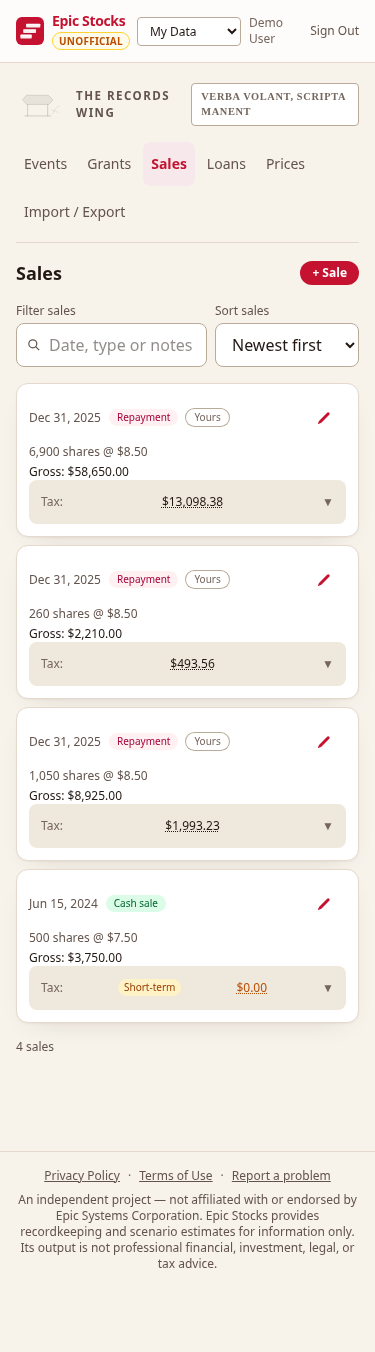 Epic Stocks
UNOFFICIAL
My Data
Demo
User
Sign Out
THE RECORDS
WING
VERBA VOLANT, SCRIPTA
MANENT
Events Grants Sales Loans Prices
Import / Export
Sales
+ Sale
Filter sales
Sort sales
Date, type or notes
Newest first
Dec 31, 2025 Repayment Yours
6,900 shares @ $8.50
Gross: $58,650.00
Tax: $13,098.38 ▼
Dec 31, 2025 Repayment Yours
260 shares @ $8.50
Gross: $2,210.00
Tax: $493.56 ▼
Dec 31, 2025 Repayment Yours
1,050 shares @ $8.50
Gross: $8,925.00
Tax: $1,993.23 ▼
Jun 15, 2024 Cash sale
500 shares @ $7.50
Gross: $3,750.00
Tax: Short-term $0.00 ▼
4 sales
Privacy Policy · Terms of Use · Report a problem
An independent project — not affiliated with or endorsed by
Epic Systems Corporation. Epic Stocks provides
recordkeeping and scenario estimates for information only.
Its output is not professional financial, investment, legal, or
tax advice.